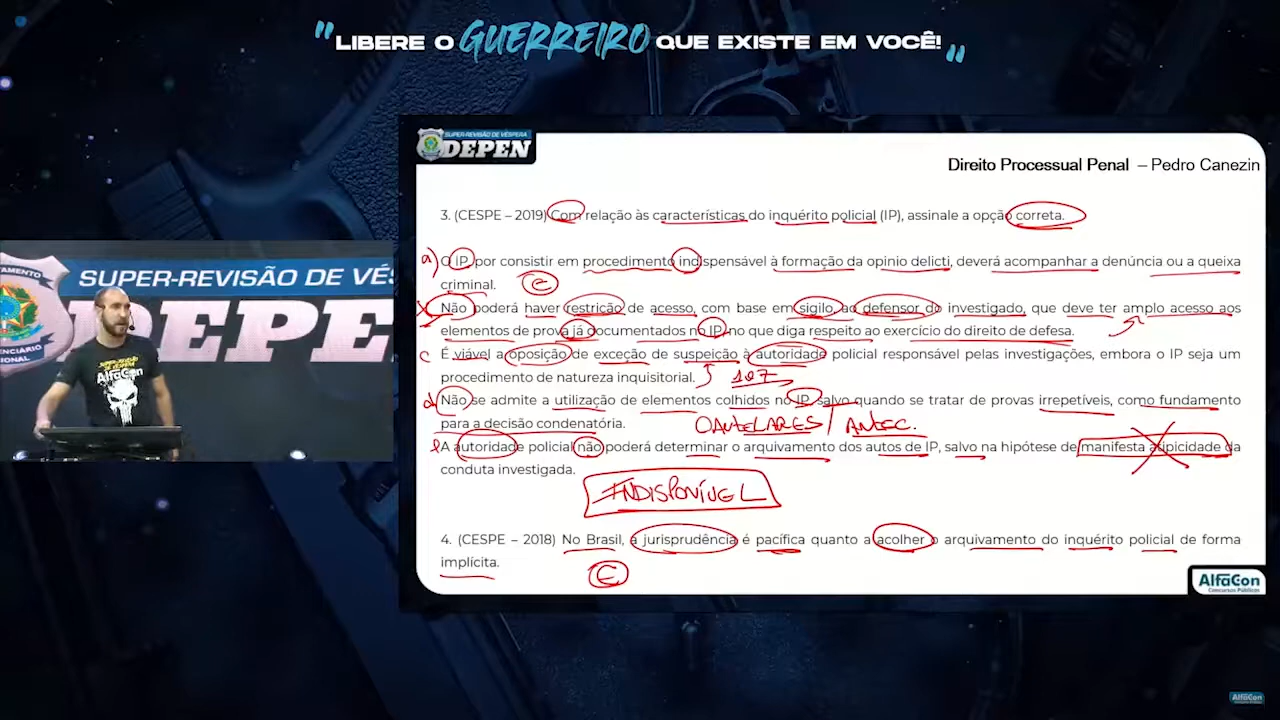 "LIBERE O GUERREIRO QUE EXISTE EM VOCÊ!"
SUPER-REVISÃO DE VÉSPERA
DEPEN
Direito Processual Penal – Pedro Canezin
3. (CESPE – 2019) Com relação às características do inquérito policial (IP), assinale a opção correta.
a) O IP, por consistir em procedimento indispensável à formação da opinio delicti, deverá acompanhar a denúncia ou a queixa
criminal.
Não poderá haver restrição de acesso, com base em sigilo, ao defensor do investigado, que deve ter amplo acesso aos
elementos de prova já documentados no IP no que diga respeito ao exercício do direito de defesa.
c É viável a oposição de exceção de suspeição à autoridade policial responsável pelas investigações, embora o IP seja um
procedimento de natureza inquisitorial. 107
d Não se admite a utilização de elementos colhidos no IP, salvo quando se tratar de provas irrepetíveis, como fundamento
para a decisão condenatória. CAUTELARES / ANTEC.
A autoridade policial não poderá determinar o arquivamento dos autos de IP, salvo na hipótese de manifesta atipicidade da
conduta investigada.
INDISPONÍVEL
4. (CESPE – 2018) No Brasil, a jurisprudência é pacífica quanto a acolher o arquivamento do inquérito policial de forma
implícita.
AlfaCon
Concursos Públicos
TAMENTO
ENCIÁRIO
IONAL
SUPER-REVISÃO DE VÉS
DEPEN
AlfaCon
AlfaCon